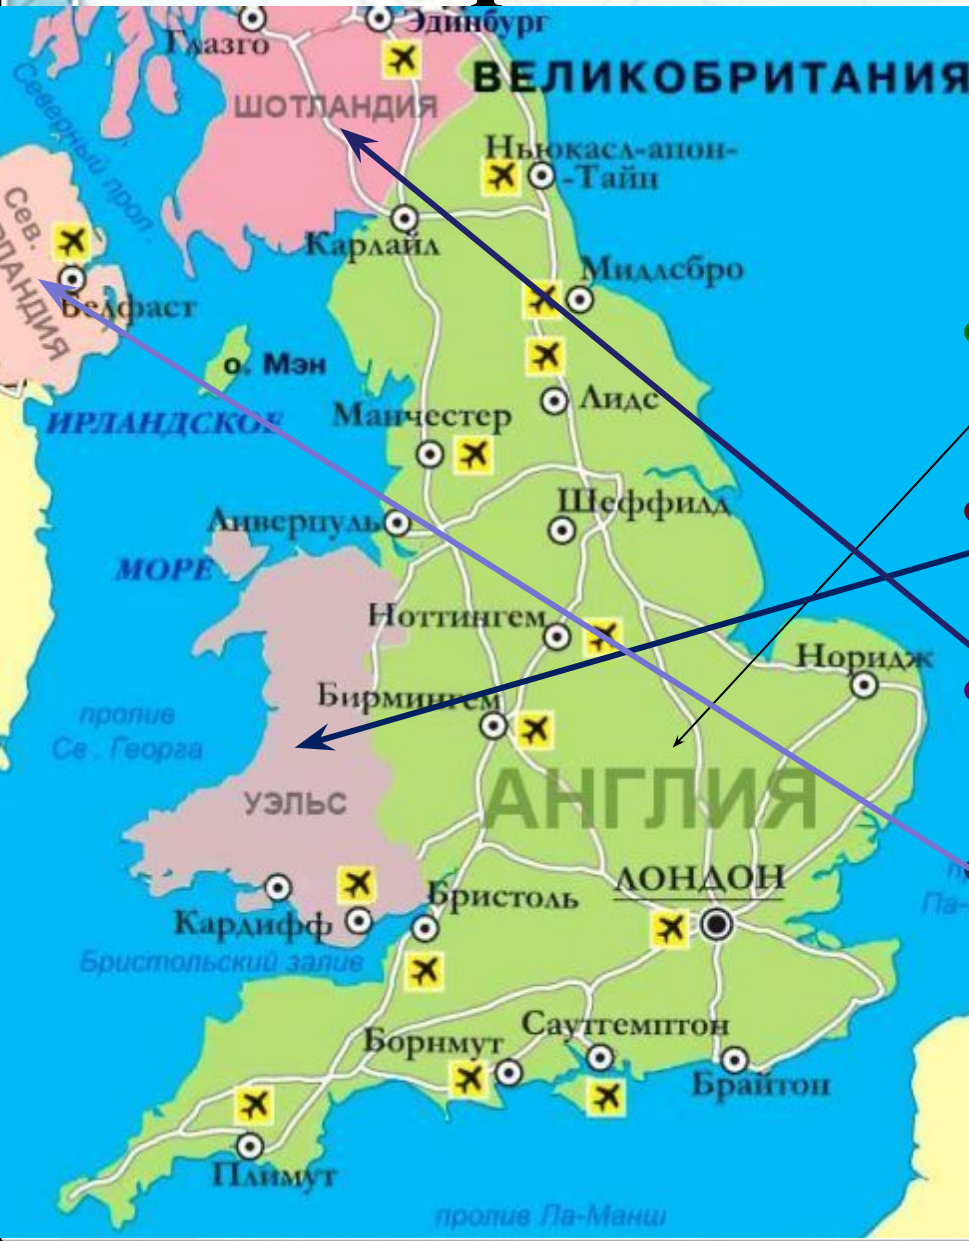 Эдинбург
Глазго
ВЕЛИКОБРИТАНИЯ
Северный прол.
ШОТЛАНДИЯ
Ньюкасл-апон-
-Тайн
Сев.
Карлайл
Мидлсбро
Белфаст
о. Мэн
Манчестер
Лидс
ИРЛАНДСКОЕ
Шеффилд
Ливерпуль
МОРЕ
Ноттингем
Норидж
Бирмингем
пролив
Св. Георга
УЭЛЬС
АНГЛИЯ
ЛОНДОН
Бристоль
Па-
Кардифф
Бристольский залив
Саутгемптон
Борнмут
Брайтон
Плимут
пролив Ла-Манш